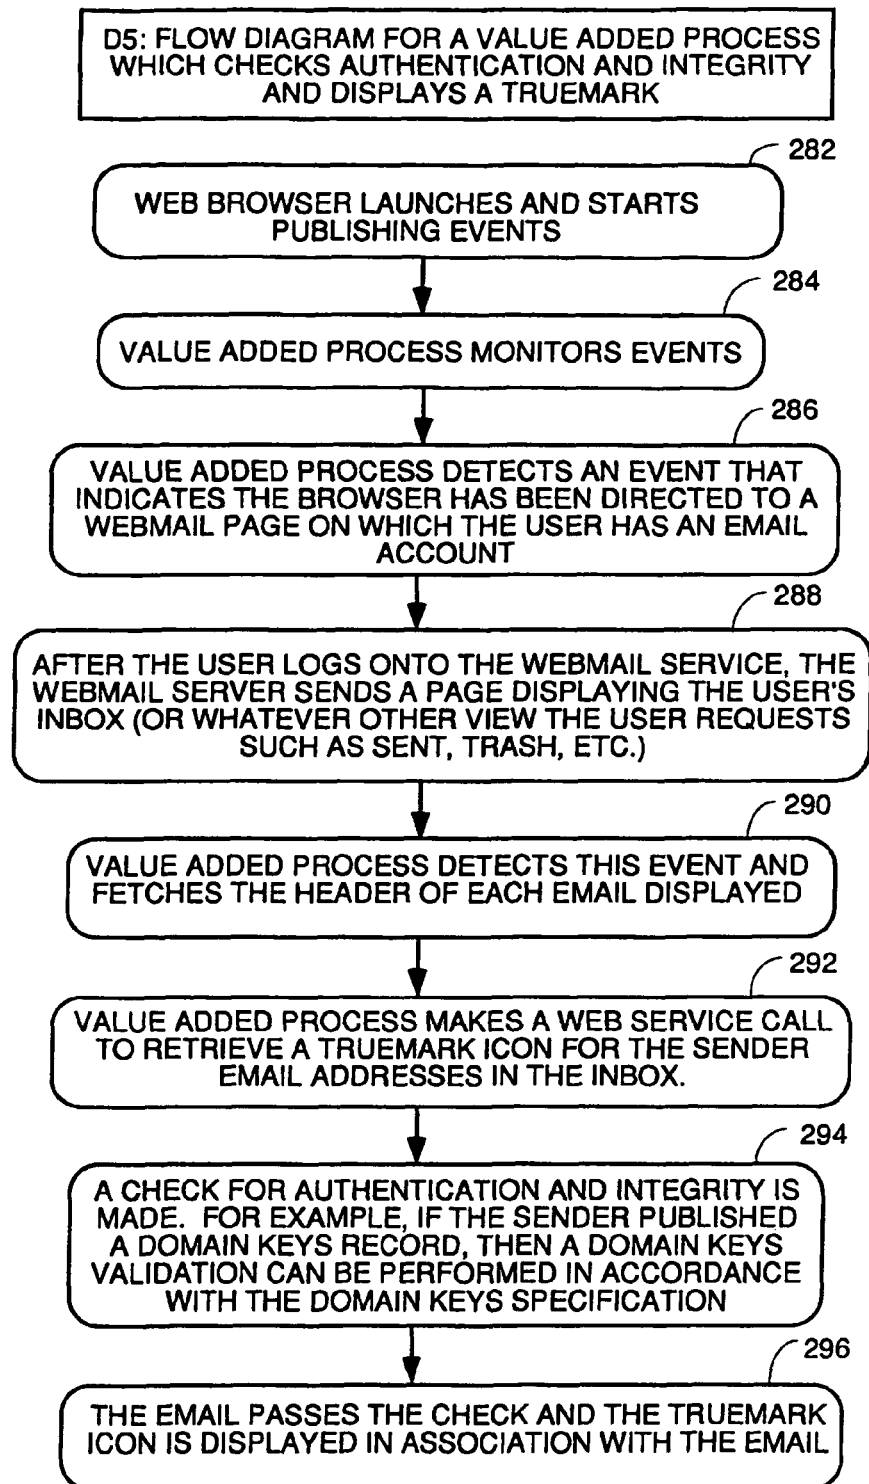 D5: FLOW DIAGRAM FOR A VALUE ADDED PROCESS
WHICH CHECKS AUTHENTICATION AND INTEGRITY
AND DISPLAYS A TRUEMARK
282
WEB BROWSER LAUNCHES AND STARTS
PUBLISHING EVENTS
284
VALUE ADDED PROCESS MONITORS EVENTS
286
VALUE ADDED PROCESS DETECTS AN EVENT THAT
INDICATES THE BROWSER HAS BEEN DIRECTED TO A
WEBMAIL PAGE ON WHICH THE USER HAS AN EMAIL
ACCOUNT
288
AFTER THE USER LOGS ONTO THE WEBMAIL SERVICE, THE
WEBMAIL SERVER SENDS A PAGE DISPLAYING THE USER'S
INBOX (OR WHATEVER OTHER VIEW THE USER REQUESTS
SUCH AS SENT, TRASH, ETC.)
290
VALUE ADDED PROCESS DETECTS THIS EVENT AND
FETCHES THE HEADER OF EACH EMAIL DISPLAYED
292
VALUE ADDED PROCESS MAKES A WEB SERVICE CALL
TO RETRIEVE A TRUEMARK ICON FOR THE SENDER
EMAIL ADDRESSES IN THE INBOX.
294
A CHECK FOR AUTHENTICATION AND INTEGRITY IS
MADE. FOR EXAMPLE, IF THE SENDER PUBLISHED
A DOMAIN KEYS RECORD, THEN A DOMAIN KEYS
VALIDATION CAN BE PERFORMED IN ACCORDANCE
WITH THE DOMAIN KEYS SPECIFICATION
296
THE EMAIL PASSES THE CHECK AND THE TRUEMARK
ICON IS DISPLAYED IN ASSOCIATION WITH THE EMAIL